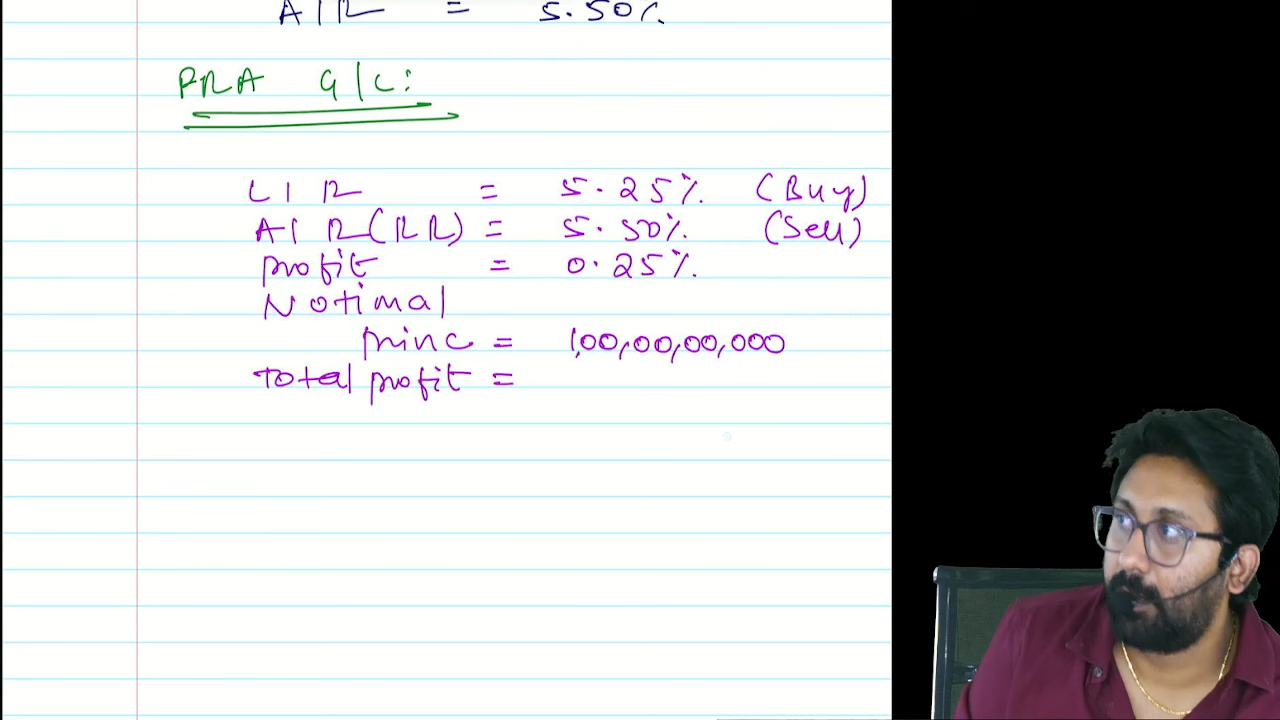 AIR = 5.50%
FRA G/L:
LIR = 5.25% (Buy)
AIR(RR) = 5.50% (Sell)
profit = 0.25%
Notional
princ = 1,00,00,00,000
Total profit =